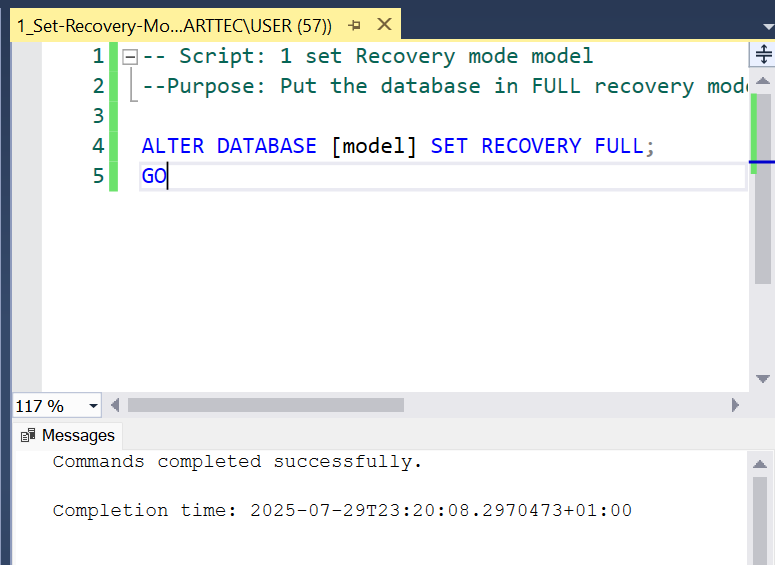 1_Set-Recovery-Mo...ARTTEC\USER (57))
1 -- Script: 1 set Recovery mode model
2 --Purpose: Put the database in FULL recovery mod
3
4 ALTER DATABASE [model] SET RECOVERY FULL;
5 GO
117 %
Messages
Commands completed successfully.
Completion time: 2025-07-29T23:20:08.2970473+01:00